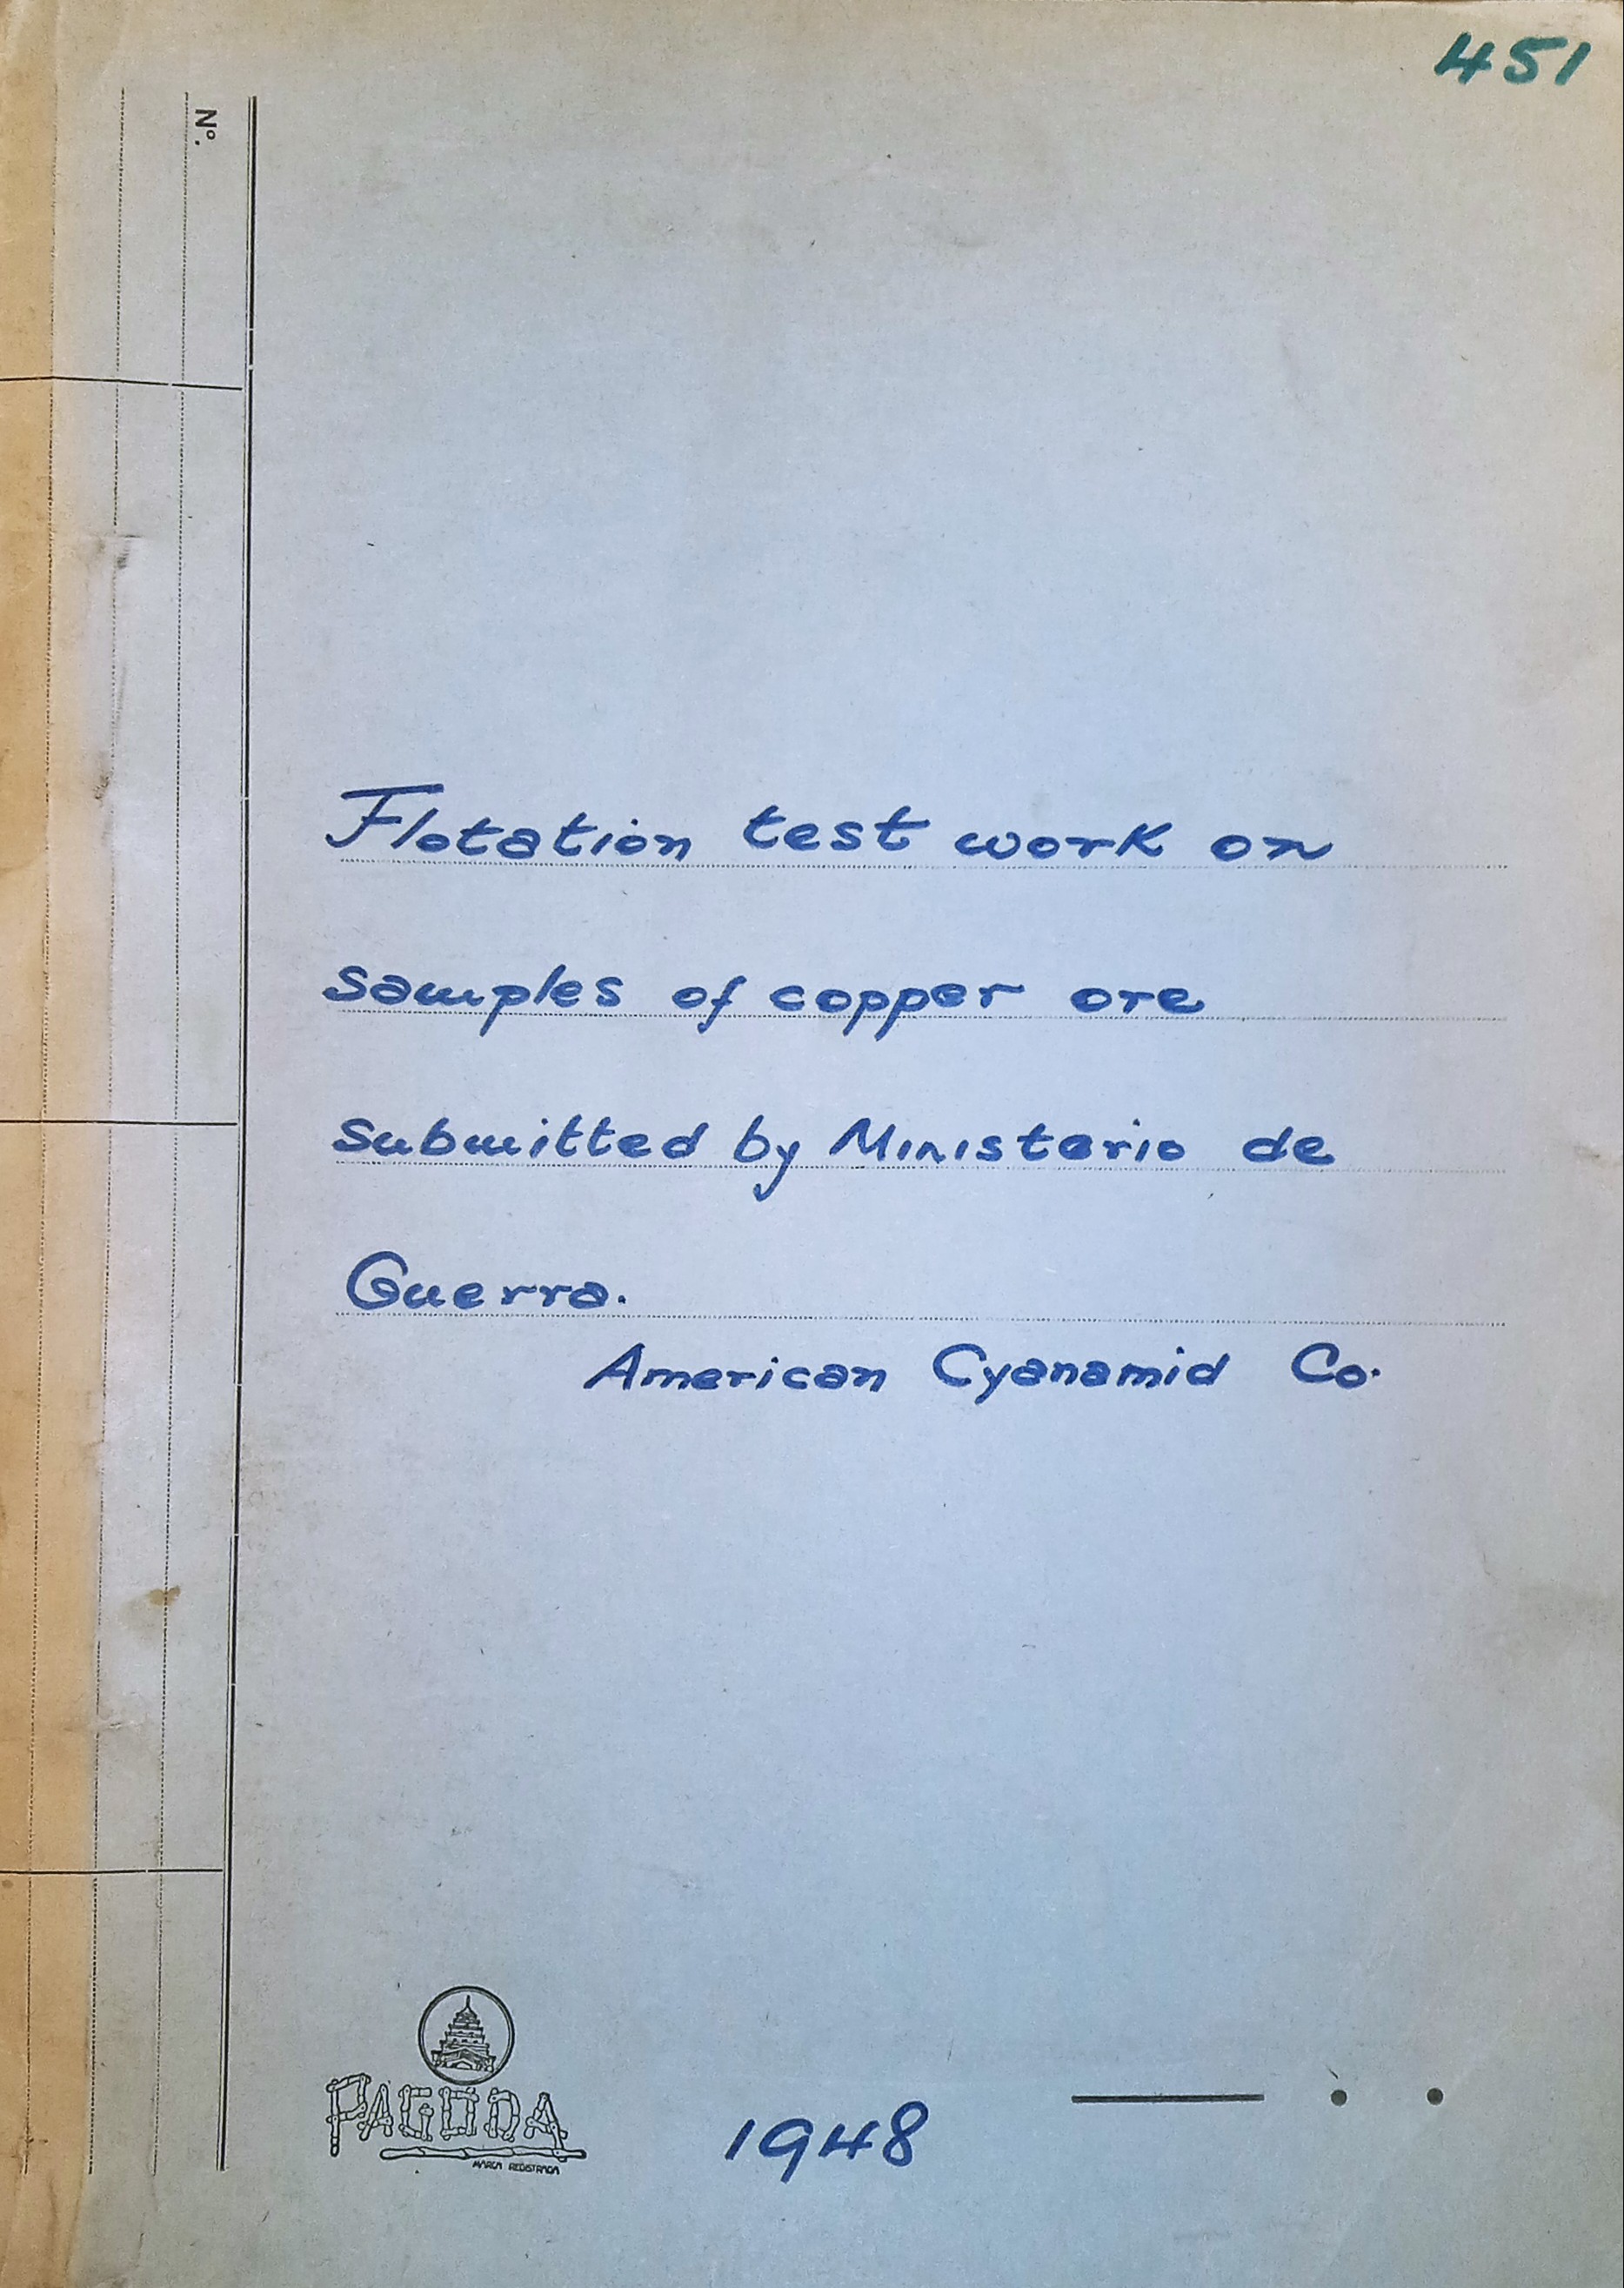 451
Nº.
Flotation test work on
samples of copper ore
submitted by Ministerio de
Guerra.
American Cyanamid Co.
PAGODA
MARCA REGISTRADA
1948